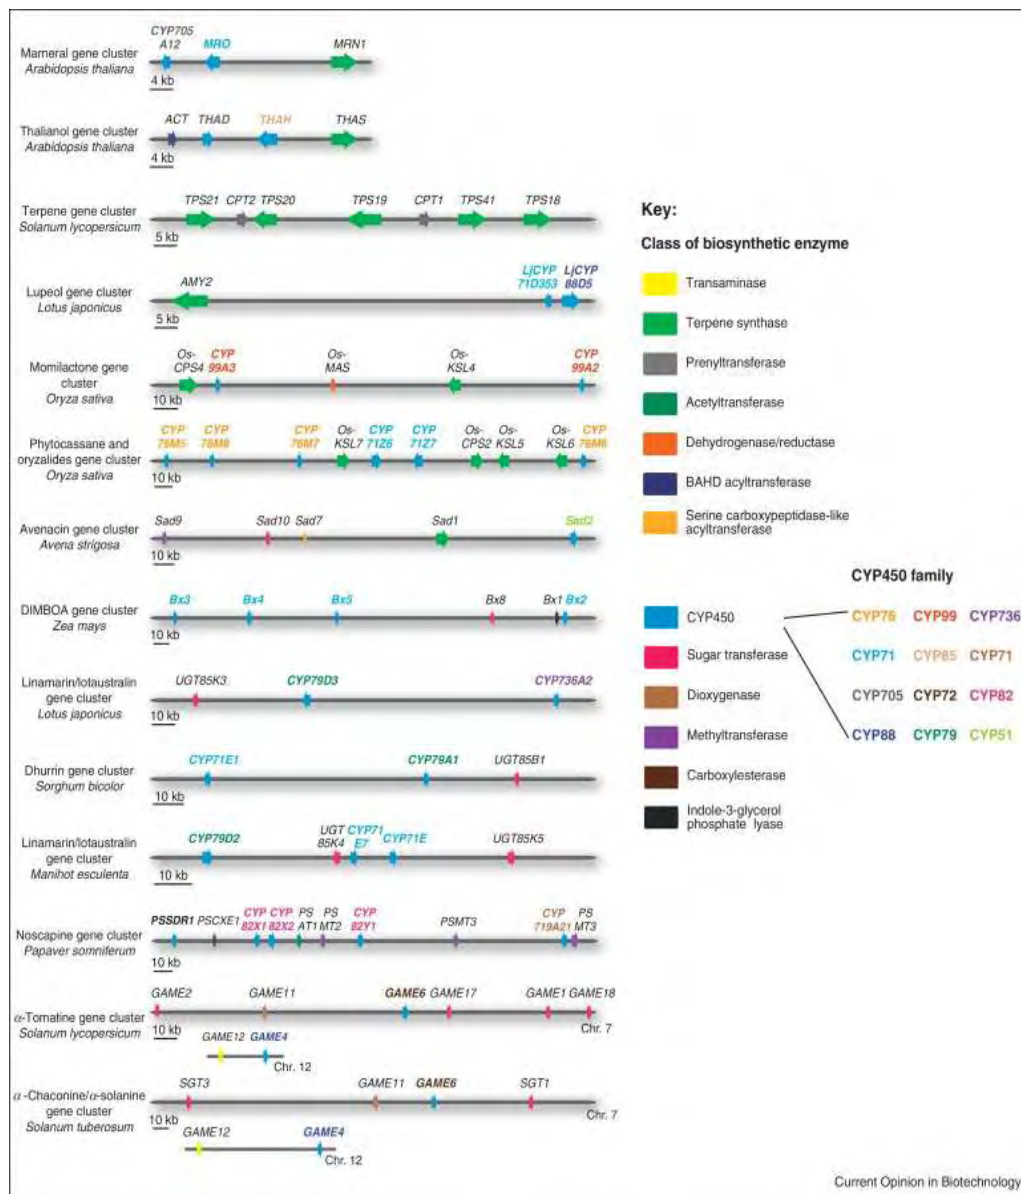 CYP705
A12 MRO MRN1
Marneral gene cluster
Arabidopsis thaliana
4 kb
ACT THAD THAH THAS
Thalianol gene cluster
Arabidopsis thaliana
4 kb
TPS21 CPT2 TPS20 TPS19 CPT1 TPS41 TPS18
Terpene gene cluster
Solanum lycopersicum
5 kb
AMY2 LjCYP LjCYP
71D353 88D5
Lupeol gene cluster
Lotus japonicus
5 kb
Os- CYP Os- Os- CYP
CPS4 99A3 MAS KSL4 99A2
Momilactone gene
cluster
Oryza sativa
10 kb
CYP CYP CYP Os- CYP CYP Os- Os- Os- CYP
76M5 76M8 76M7 KSL7 71Z6 71Z7 CPS2 KSL5 KSL6 76M6
Phytocassane and
oryzalides gene cluster
Oryza sativa
10 kb
Sad9 Sad10 Sad7 Sad1 Sad2
Avenacin gene cluster
Avena strigosa
10 kb
Bx3 Bx4 Bx5 Bx8 Bx1 Bx2
DIMBOA gene cluster
Zea mays
10 kb
UGT85K3 CYP79D3 CYP736A2
Linamarin/lotaustralin
gene cluster
Lotus japonicus
10 kb
CYP71E1 CYP79A1 UGT85B1
Dhurrin gene cluster
Sorghum bicolor
10 kb
CYP79D2 UGT CYP71 CYP71E UGT85K5
85K4 E7
Linamarin/lotaustralin
gene cluster
Manihot esculenta
10 kb
PSSDR1 PSCXE1 CYP CYP PS PS CYP PSMT3 CYP PS
82X1 82X2 AT1 MT2 82Y1 719A21 MT3
Noscapine gene cluster
Papaver somniferum
10 kb
GAME2 GAME11 GAME6 GAME17 GAME1 GAME18
α-Tomatine gene cluster
Solanum lycopersicum
10 kb
Chr. 7
GAME12 GAME4
Chr. 12
SGT3 GAME11 GAME6 SGT1
α-Chaconine/α-solanine
gene cluster
Solanum tuberosum
10 kb
Chr. 7
GAME12 GAME4
Chr. 12
Key:
Class of biosynthetic enzyme
Transaminase
Terpene synthase
Prenyltransferase
Acetyltransferase
Dehydrogenase/reductase
BAHD acyltransferase
Serine carboxypeptidase-like
acyltransferase
CYP450
Sugar transferase
Dioxygenase
Methyltransferase
Carboxylesterase
Indole-3-glycerol
phosphate lyase
CYP450 family
CYP76 CYP99 CYP736
CYP71 CYP85 CYP71
CYP705 CYP72 CYP82
CYP88 CYP79 CYP51
Current Opinion in Biotechnology